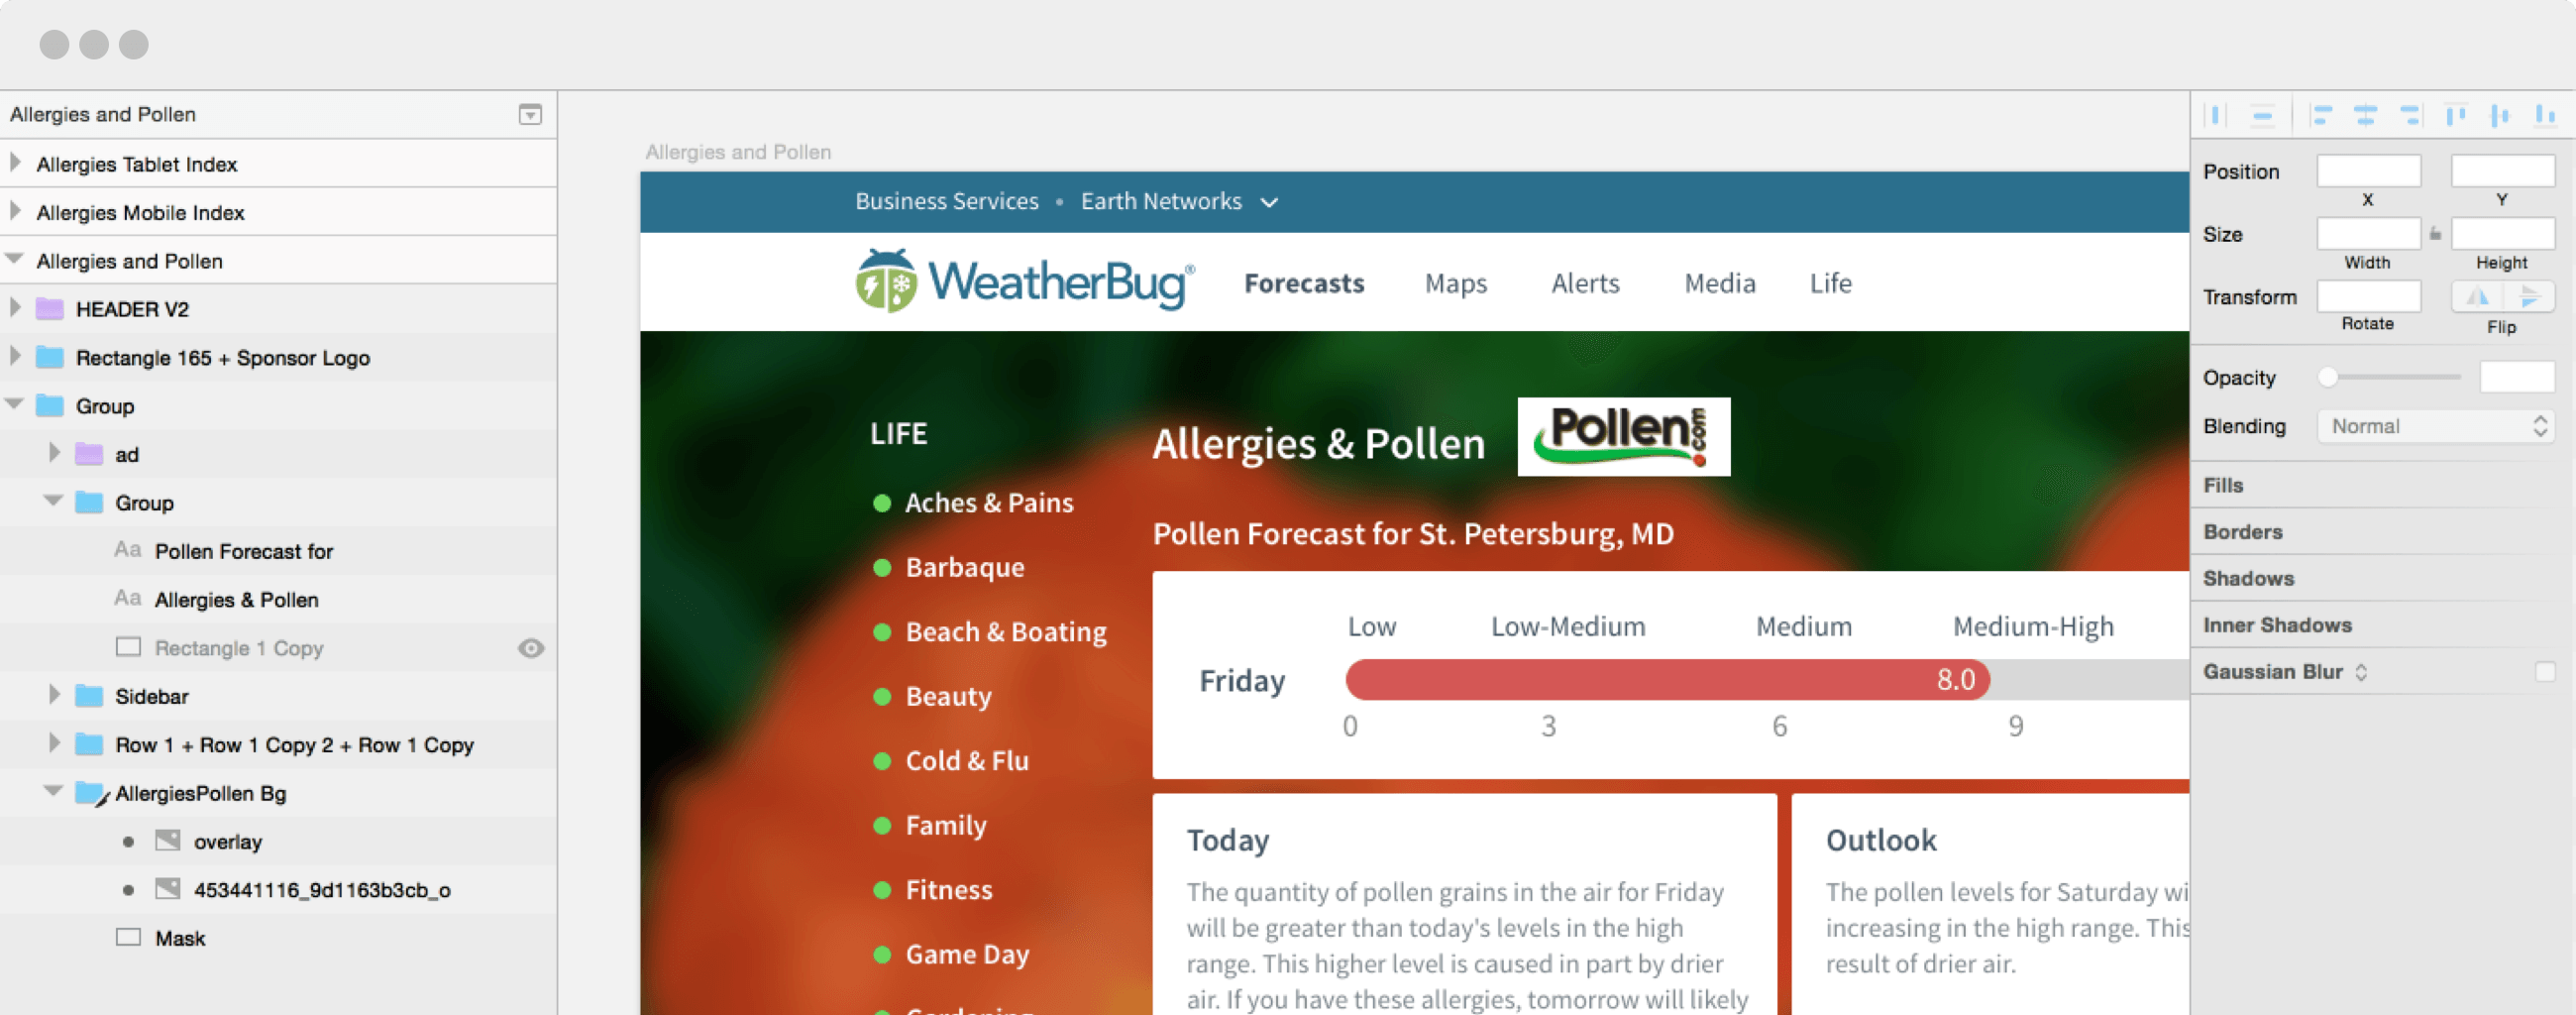 Allergies and Pollen
Allergies Tablet Index
Allergies Mobile Index
Allergies and Pollen
HEADER V2
Rectangle 165 + Sponsor Logo
Group
ad
Group
Aa Pollen Forecast for
Aa Allergies & Pollen
Rectangle 1 Copy
Sidebar
Row 1 + Row 1 Copy 2 + Row 1 Copy
AllergiesPollen Bg
overlay
453441116_9d1163b3cb_o
Mask
Allergies and Pollen
Business Services • Earth Networks
WeatherBug®
Forecasts Maps Alerts Media Life
LIFE
Aches & Pains
Barbaque
Beach & Boating
Beauty
Cold & Flu
Family
Fitness
Game Day
Gardening
Allergies & Pollen
Pollen.com
Pollen Forecast for St. Petersburg, MD
Low Low-Medium Medium Medium-High
Friday 8.0
0 3 6 9
Today
The quantity of pollen grains in the air for Friday
will be greater than today's levels in the high
range. This higher level is caused in part by drier
air. If you have these allergies, tomorrow will likely
Outlook
The pollen levels for Saturday wi
increasing in the high range. This
result of drier air.
Position
X Y
Size
Width Height
Transform
Rotate Flip
Opacity
Blending Normal
Fills
Borders
Shadows
Inner Shadows
Gaussian Blur